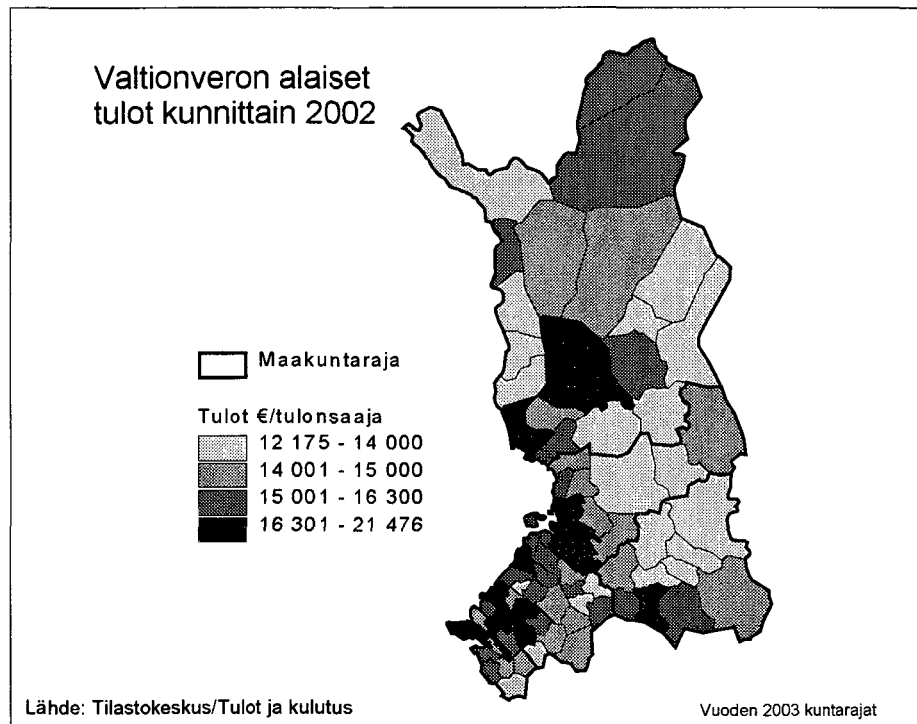 Valtionveron alaiset
tulot kunnittain 2002
Maakuntaraja
Tulot €/tulonsaaja
12 175 - 14 000
14 001 - 15 000
15 001 - 16 300
16 301 - 21 476
Lähde: Tilastokeskus/Tulot ja kulutus
Vuoden 2003 kuntarajat